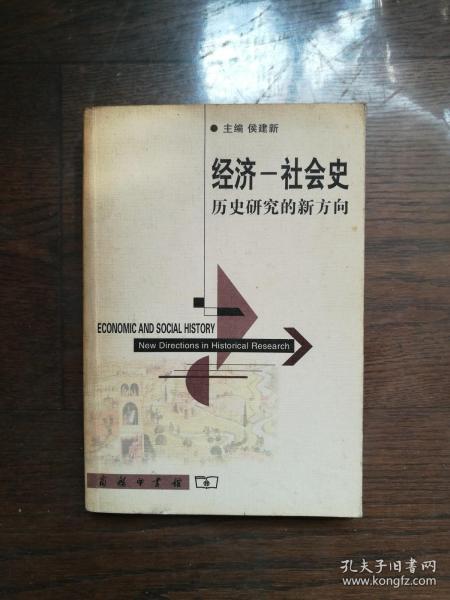 ● 主编 侯建新
经济－社会史
历史研究的新方向
ECONOMIC AND SOCIAL HISTORY
New Directions in Historical Research
商务印书馆
孔夫子旧书网
www.kongfz.com